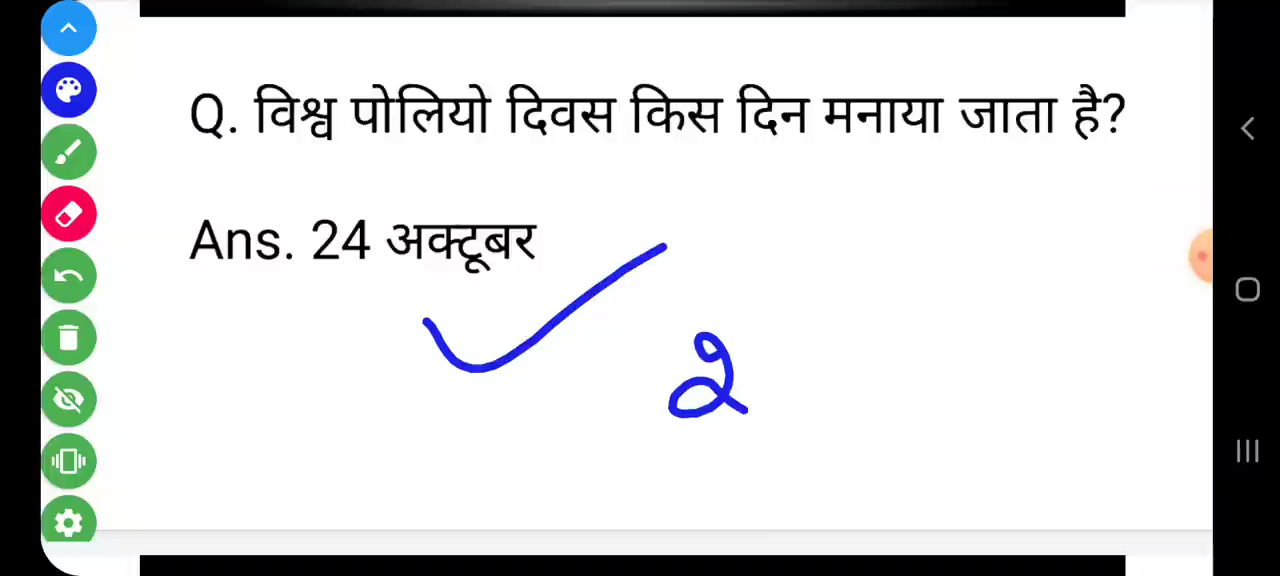 Q. विश्व पोलियो दिवस किस दिन मनाया जाता है?
Ans. 24 अक्टूबर
2